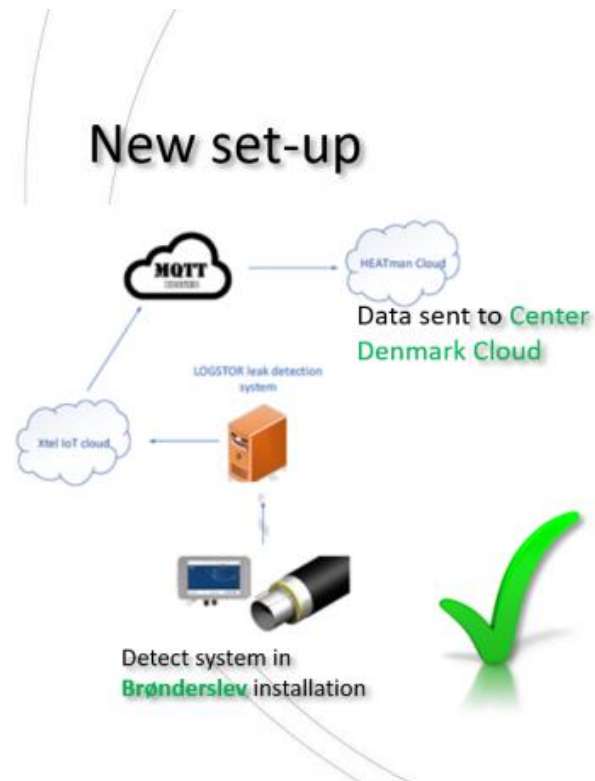 New set-up
MQTT
HEATman Cloud
Data sent to Center
Denmark Cloud
LOGSTOR leak detection
system
Xtel IoT cloud
Detect system in
Brønderslev installation